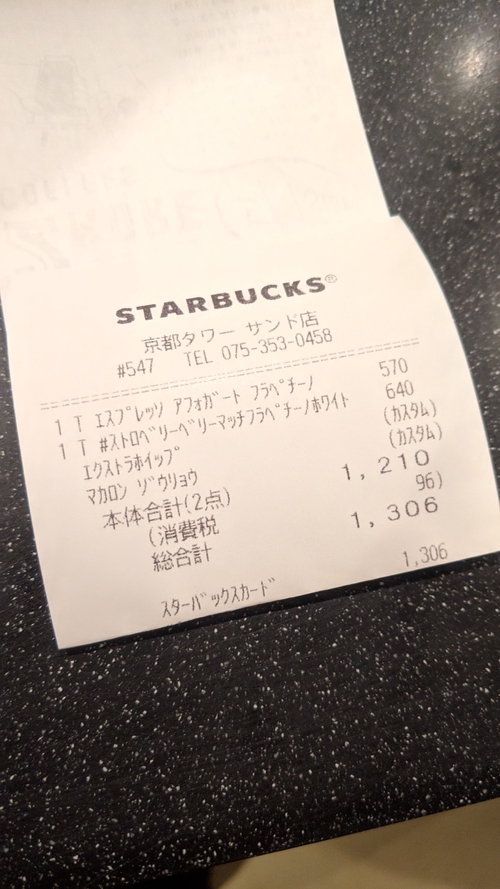 STARBUCKS®
京都タワー サンド店
#547 TEL 075-353-0458
1 T ｴｽﾌﾟﾚｯｿ ｱﾌｫｶﾞｰﾄ ﾌﾗﾍﾟﾁｰﾉ 570
1 T #ｽﾄﾛﾍﾞﾘｰﾍﾞﾘｰﾏｯﾁﾌﾗﾍﾟﾁｰﾉﾎﾜｲﾄ 640
ｴｸｽﾄﾗﾎｲｯﾌﾟ (ｶｽﾀﾑ)
ﾏｶﾛﾝ ｿﾞｳﾘｮｳ (ｶｽﾀﾑ)
本体合計(2点) 1,210
(消費税 96)
総合計 1,306
ｽﾀｰﾊﾞｯｸｽｶｰﾄﾞ 1,306